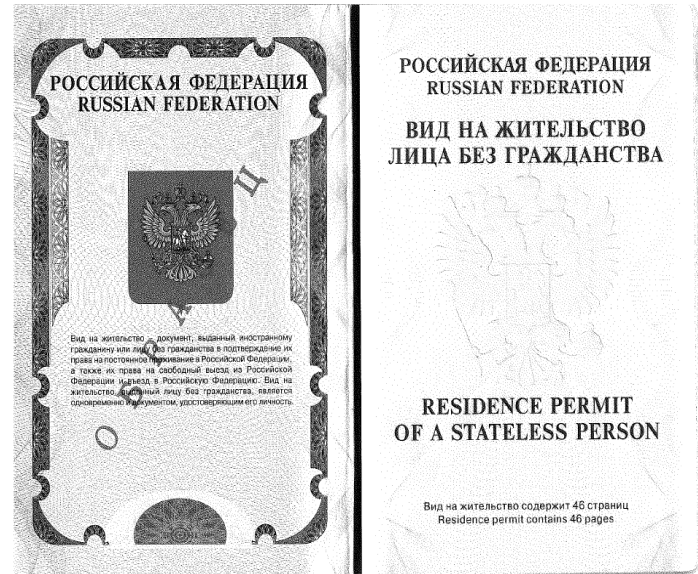 РОССИЙСКАЯ ФЕДЕРАЦИЯ
RUSSIAN FEDERATION
ОБРАЗЕЦ
Вид на жительство - документ, выданный иностранному
гражданину или лицу без гражданства в подтверждение их
права на постоянное проживание в Российской Федерации,
а также их права на свободный выезд из Российской
Федерации и въезд в Российскую Федерацию. Вид на
жительство, выданный лицу без гражданства, является
одновременно и документом, удостоверяющим его личность.
РОССИЙСКАЯ ФЕДЕРАЦИЯ
RUSSIAN FEDERATION
ВИД НА ЖИТЕЛЬСТВО
ЛИЦА БЕЗ ГРАЖДАНСТВА
RESIDENCE PERMIT
OF A STATELESS PERSON
Вид на жительство содержит 46 страниц
Residence permit contains 46 pages